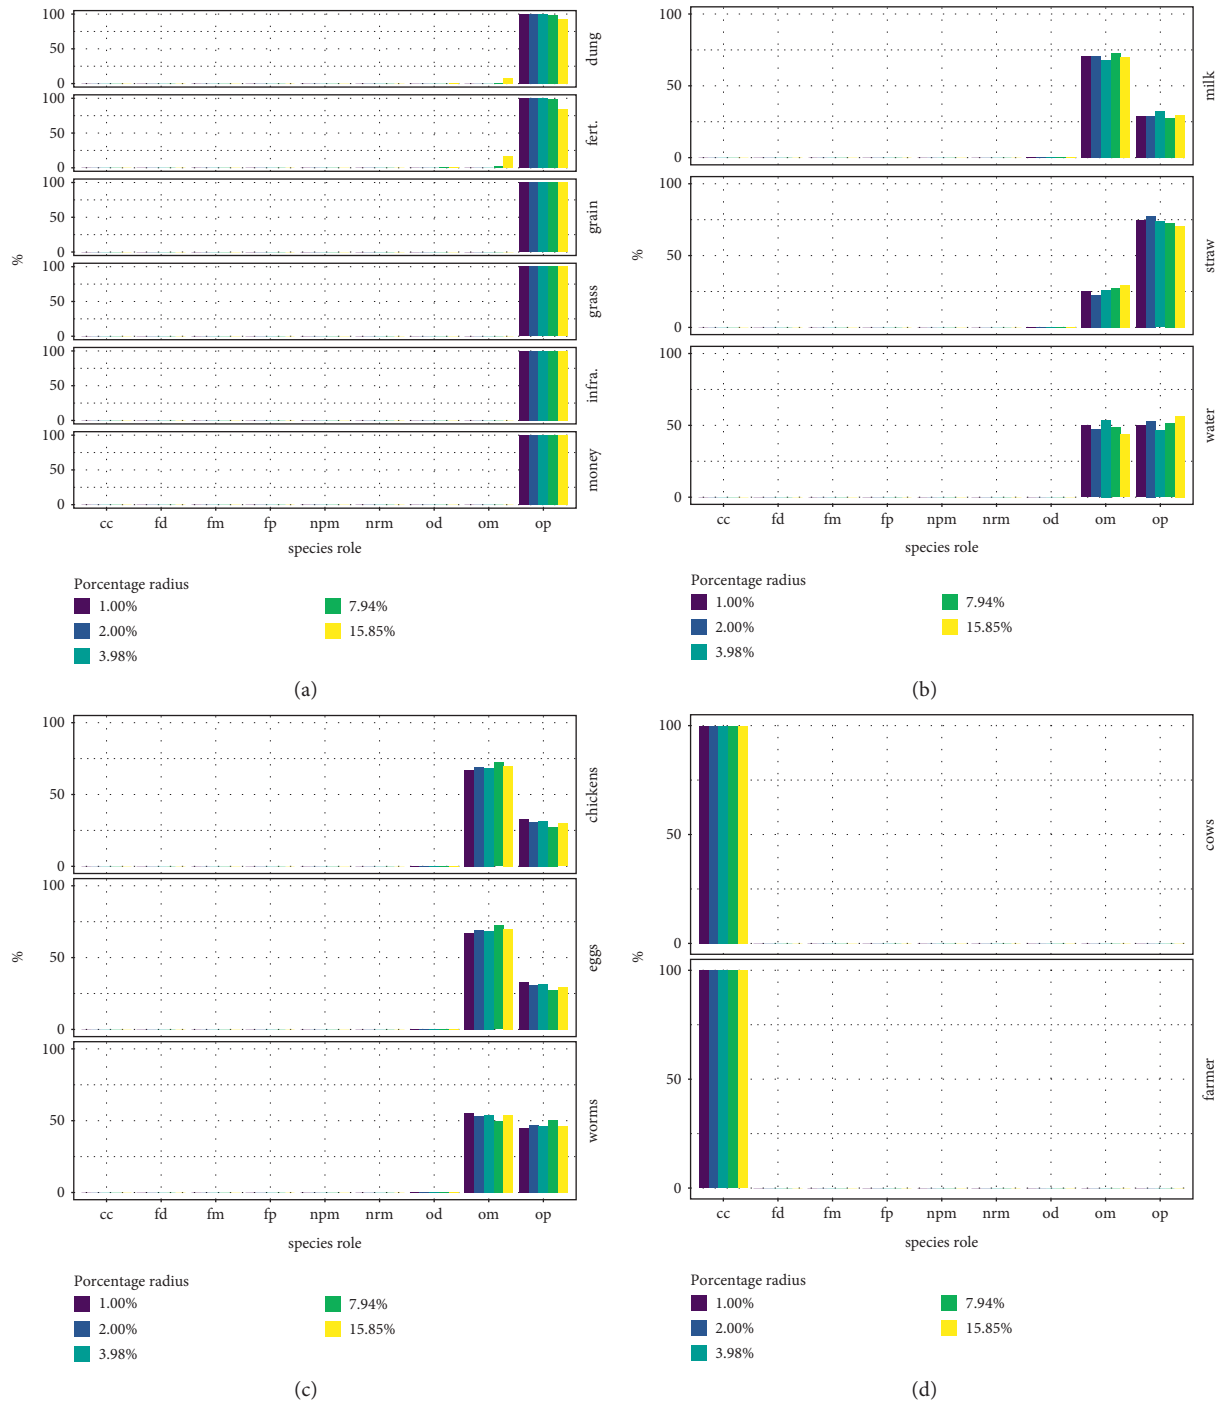 %
100
50
0
dung
100
50
0
fert.
100
50
0
grain
100
50
0
grass
100
50
0
infra.
100
50
0
money
cc fd fm fp npm nrm od om op
species role
Porcentage radius
1.00% 7.94%
2.00% 15.85%
3.98%
(a)
%
100
50
0
milk
100
50
0
straw
100
50
0
water
cc fd fm fp npm nrm od om op
species role
Porcentage radius
1.00% 7.94%
2.00% 15.85%
3.98%
(b)
%
100
50
0
chickens
100
50
0
eggs
100
50
0
worms
cc fd fm fp npm nrm od om op
species role
Porcentage radius
1.00% 7.94%
2.00% 15.85%
3.98%
(c)
%
100
50
0
cows
100
50
0
farmer
cc fd fm fp npm nrm od om op
species role
Porcentage radius
1.00% 7.94%
2.00% 15.85%
3.98%
(d)